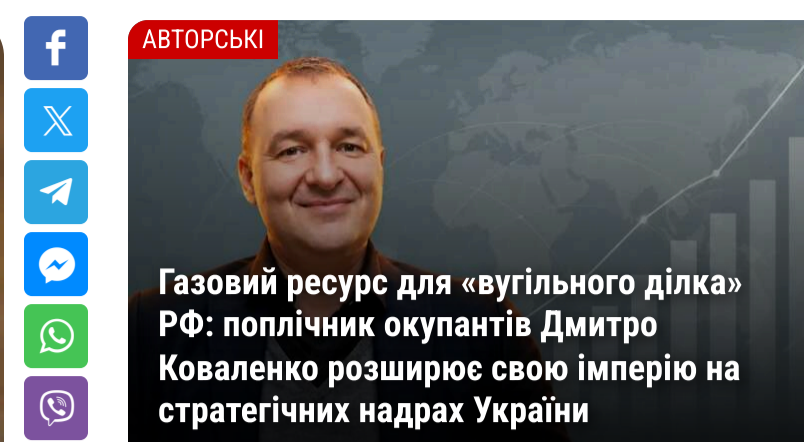 АВТОРСЬКІ
Газовий ресурс для «вугільного ділка»
РФ: поплічник окупантів Дмитро
Коваленко розширює свою імперію на
стратегічних надрах України